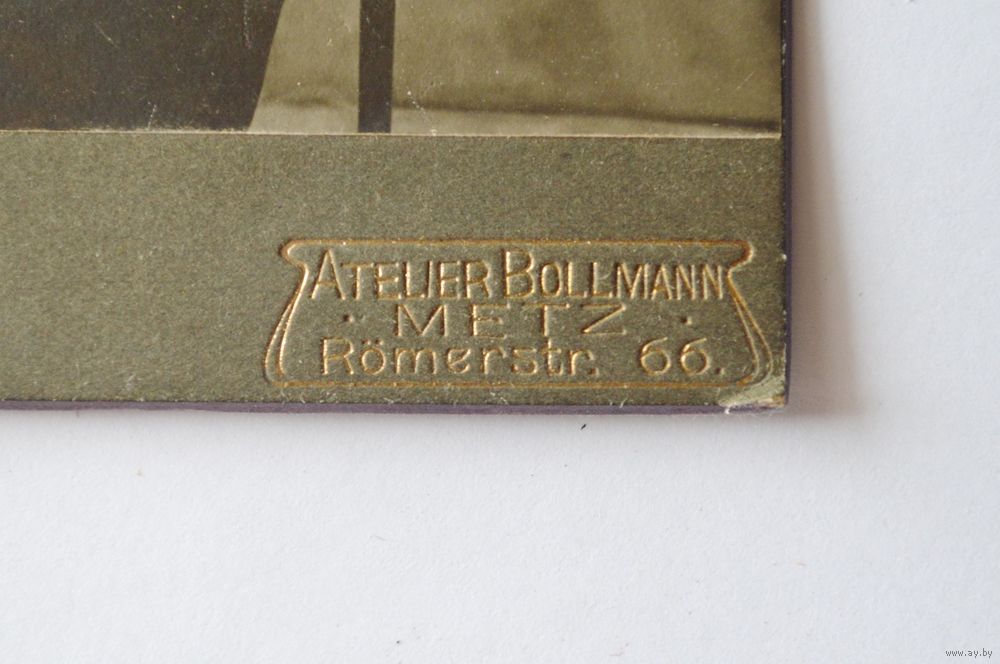 ATELIER BOLLMANN
· METZ ·
Römerstr. 66.
www.ay.by